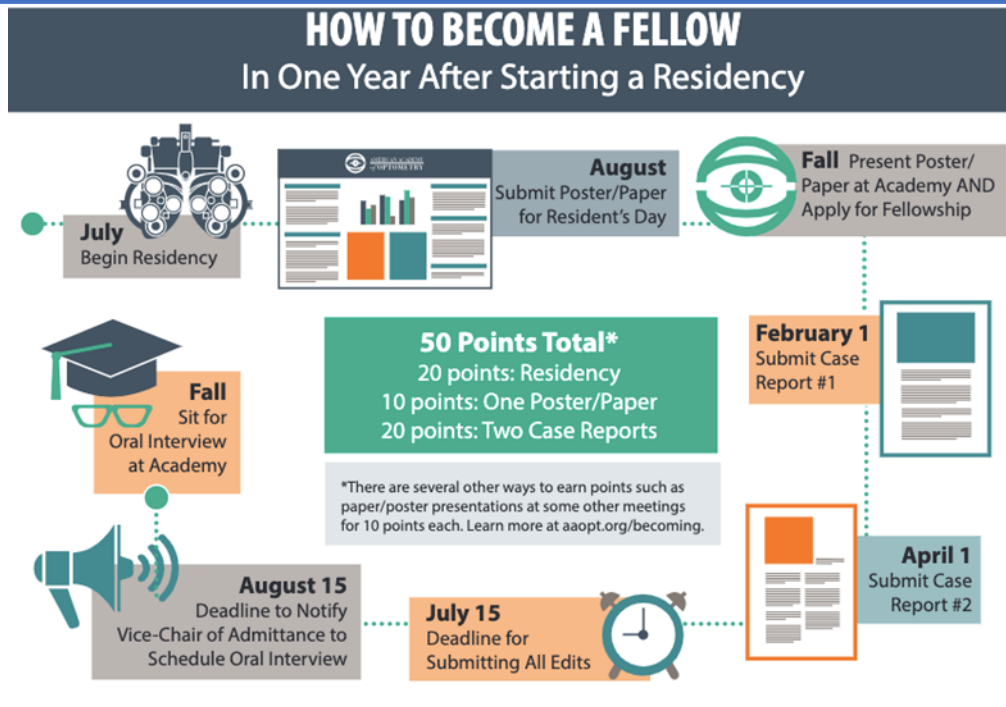 HOW TO BECOME A FELLOW
In One Year After Starting a Residency
July
Begin Residency
AMERICAN ACADEMY
of OPTOMETRY
August
Submit Poster/Paper
for Resident's Day
Fall Present Poster/
Paper at Academy AND
Apply for Fellowship
February 1
Submit Case
Report #1
April 1
Submit Case
Report #2
July 15
Deadline for
Submitting All Edits
August 15
Deadline to Notify
Vice-Chair of Admittance to
Schedule Oral Interview
Fall
Sit for
Oral Interview
at Academy
50 Points Total*
20 points: Residency
10 points: One Poster/Paper
20 points: Two Case Reports
*There are several other ways to earn points such as
paper/poster presentations at some other meetings
for 10 points each. Learn more at aaopt.org/becoming.